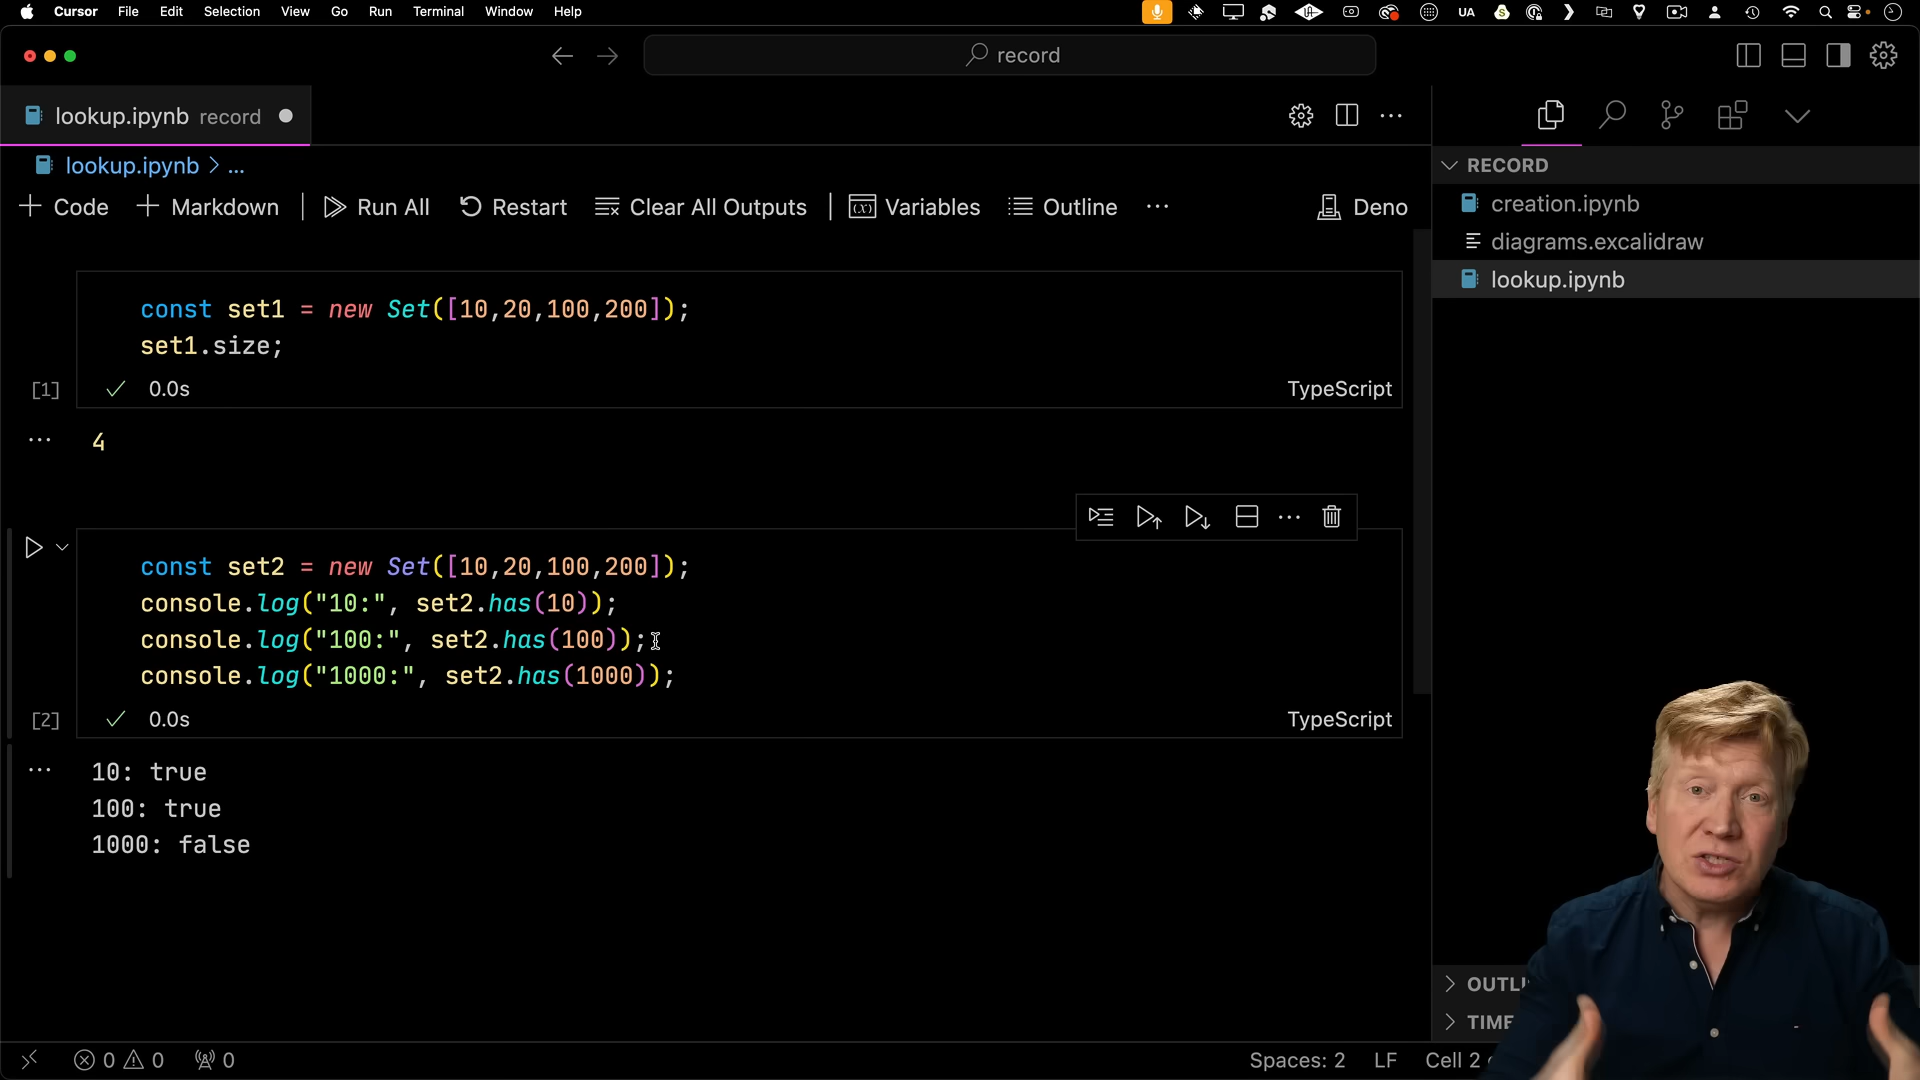 Cursor File Edit Selection View Go Run Terminal Window Help UA
record
lookup.ipynb record
lookup.ipynb > ...
+ Code + Markdown | Run All Restart Clear All Outputs | Variables Outline ... Deno
const set1 = new Set([10,20,100,200]);
set1.size;
[1] 0.0s TypeScript
4
const set2 = new Set([10,20,100,200]);
console.log("10:", set2.has(10));
console.log("100:", set2.has(100));
console.log("1000:", set2.has(1000));
[2] 0.0s TypeScript
10: true
100: true
1000: false
RECORD
creation.ipynb
diagrams.excalidraw
lookup.ipynb
OUTLI
TIME
0 0 0 Spaces: 2 LF Cell 2